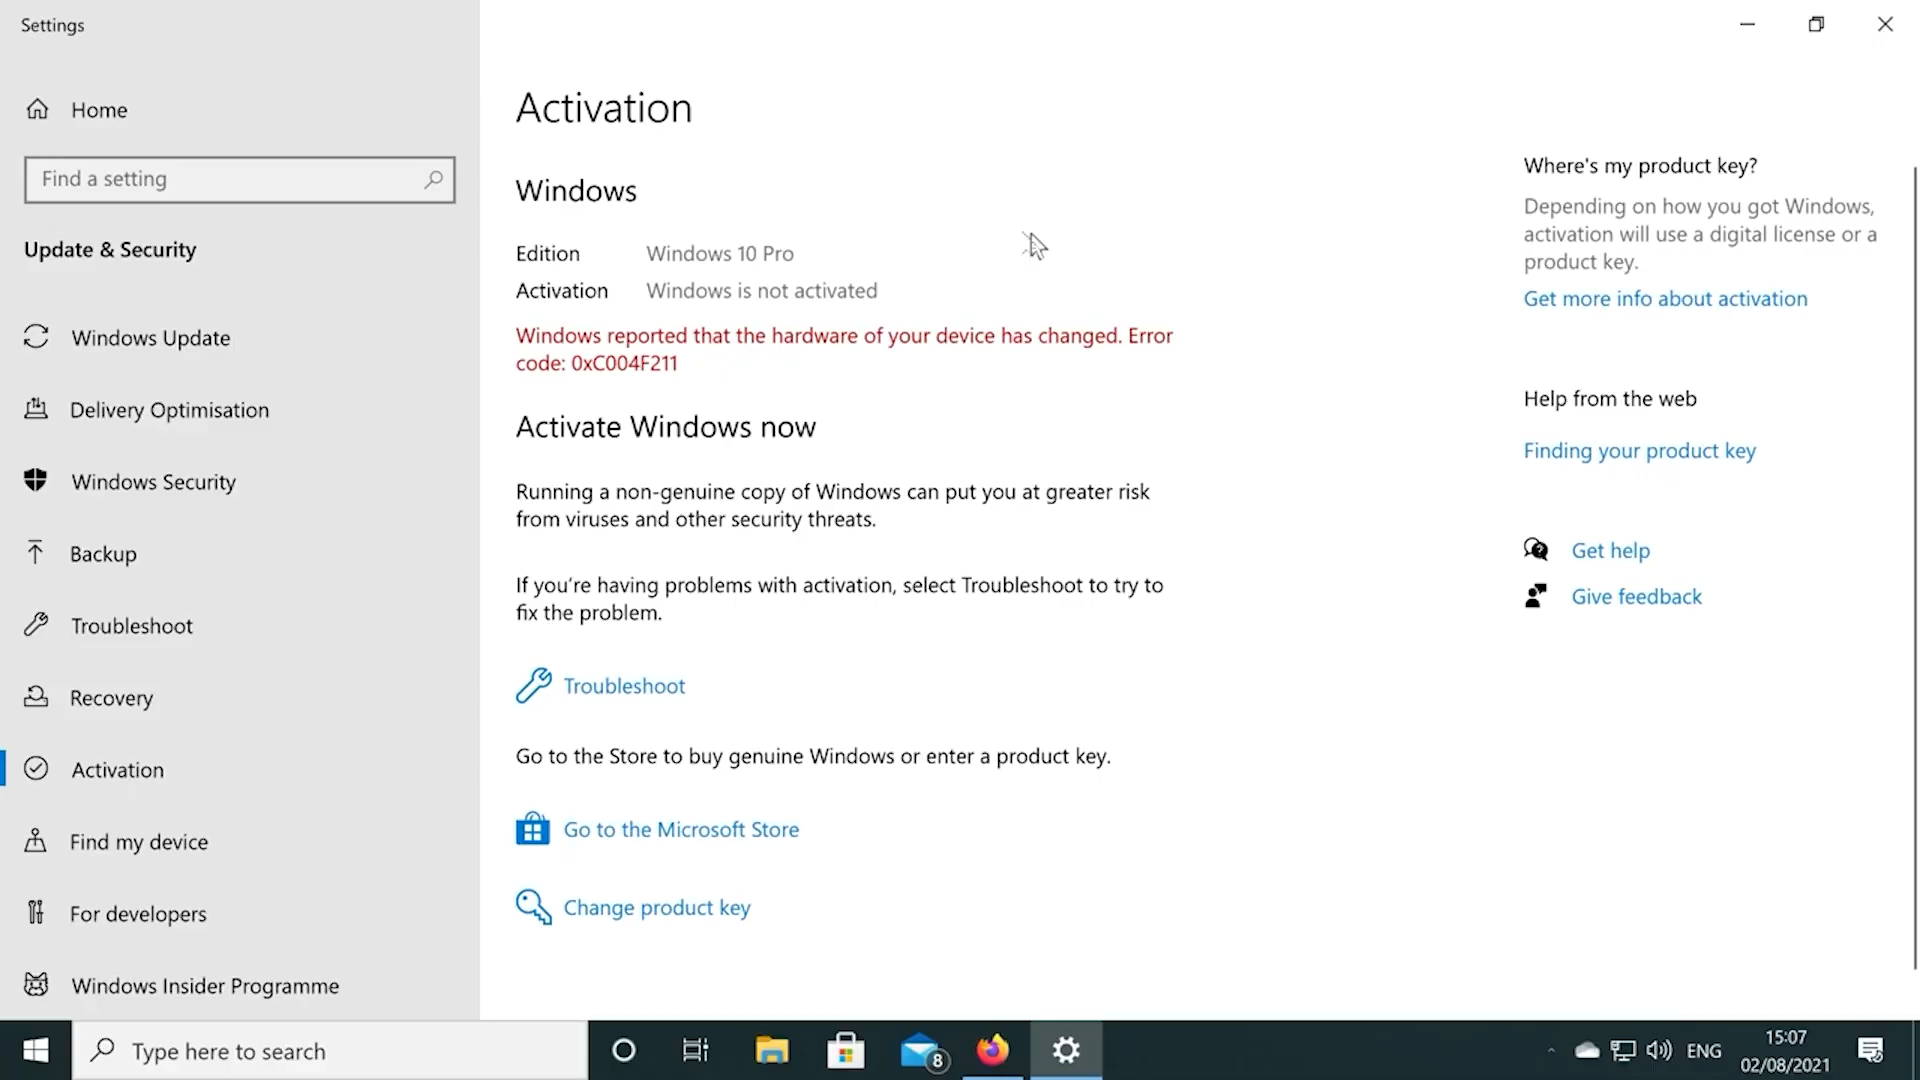 Settings
Home
Find a setting
Update & Security
Windows Update
Delivery Optimisation
Windows Security
Backup
Troubleshoot
Recovery
Activation
Find my device
For developers
Windows Insider Programme
Activation
Windows
Edition Windows 10 Pro
Activation Windows is not activated
Windows reported that the hardware of your device has changed. Error
code: 0xC004F211
Activate Windows now
Running a non-genuine copy of Windows can put you at greater risk
from viruses and other security threats.
If you're having problems with activation, select Troubleshoot to try to
fix the problem.
Troubleshoot
Go to the Store to buy genuine Windows or enter a product key.
Go to the Microsoft Store
Change product key
Where's my product key?
Depending on how you got Windows,
activation will use a digital license or a
product key.
Get more info about activation
Help from the web
Finding your product key
Get help
Give feedback
Type here to search
8
ENG
15:07
02/08/2021